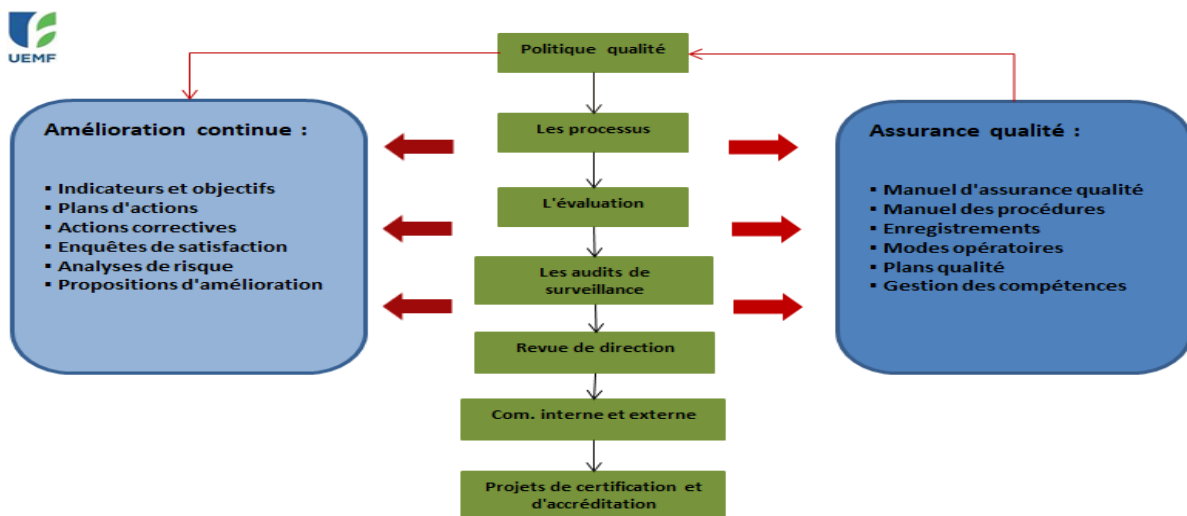 UEMF
Politique qualité
Les processus
L'évaluation
Les audits de
surveillance
Revue de direction
Com. interne et externe
Projets de certification et
d'accréditation
Amélioration continue :
▪ Indicateurs et objectifs
▪ Plans d'actions
▪ Actions correctives
▪ Enquêtes de satisfaction
▪ Analyses de risque
▪ Propositions d'amélioration
Assurance qualité :
▪ Manuel d'assurance qualité
▪ Manuel des procédures
▪ Enregistrements
▪ Modes opératoires
▪ Plans qualité
▪ Gestion des compétences